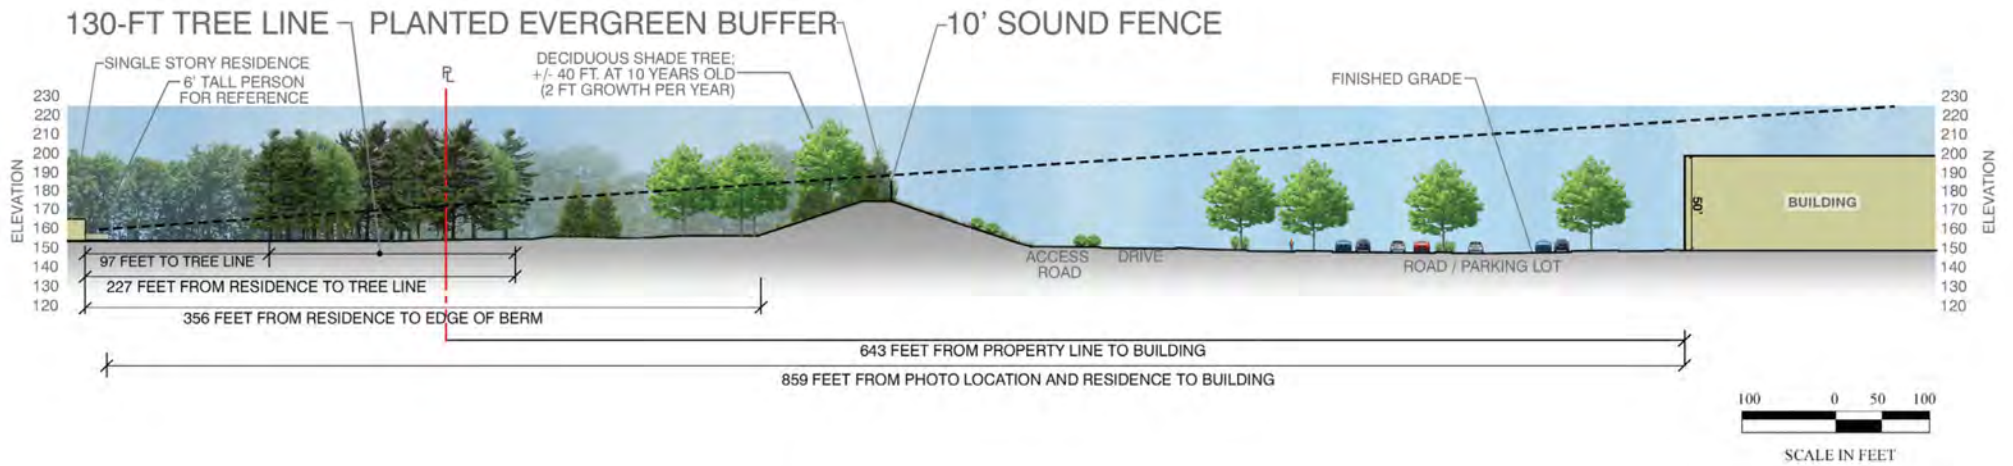 130-FT TREE LINE
PLANTED EVERGREEN BUFFER
10’ SOUND FENCE
SINGLE STORY RESIDENCE
6’ TALL PERSON
FOR REFERENCE
PL
DECIDUOUS SHADE TREE;
+/- 40 FT. AT 10 YEARS OLD
(2 FT GROWTH PER YEAR)
FINISHED GRADE
ELEVATION
230
220
210
200
190
180
170
160
150
140
130
120
230
220
210
200
190
180
170
160
150
140
130
120
ELEVATION
50'
BUILDING
ACCESS
ROAD
DRIVE
ROAD / PARKING LOT
97 FEET TO TREE LINE
227 FEET FROM RESIDENCE TO TREE LINE
356 FEET FROM RESIDENCE TO EDGE OF BERM
643 FEET FROM PROPERTY LINE TO BUILDING
859 FEET FROM PHOTO LOCATION AND RESIDENCE TO BUILDING
100 0 50 100
SCALE IN FEET